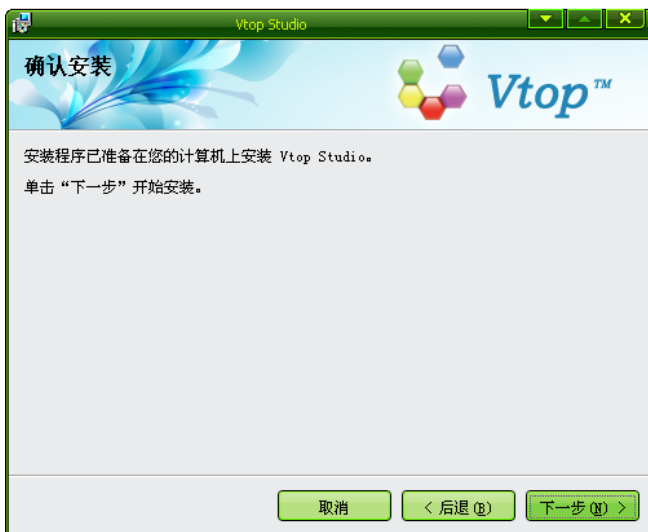 Vtop Studio
确认安装
Vtop™
安装程序已准备在您的计算机上安装 Vtop Studio。
单击“下一步”开始安装。
取消
< 后退(B)
下一步(N) >